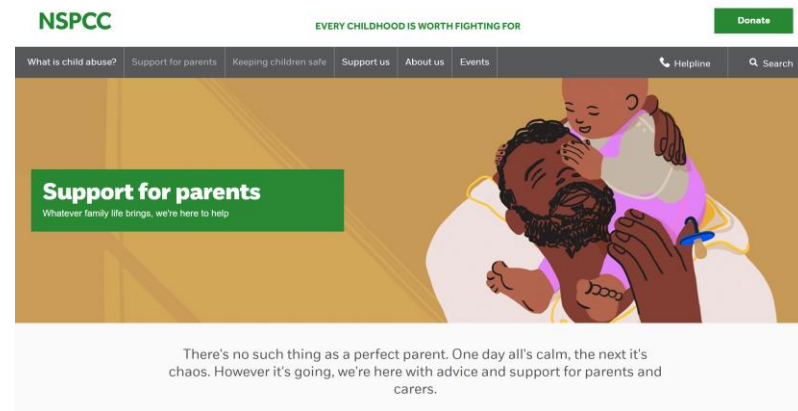 NSPCC
EVERY CHILDHOOD IS WORTH FIGHTING FOR
Donate
What is child abuse?
Support for parents
Keeping children safe
Support us
About us
Events
Helpline
Search
Support for parents
Whatever family life brings, we're here to help
There's no such thing as a perfect parent. One day all's calm, the next it's
chaos. However it's going, we're here with advice and support for parents and
carers.